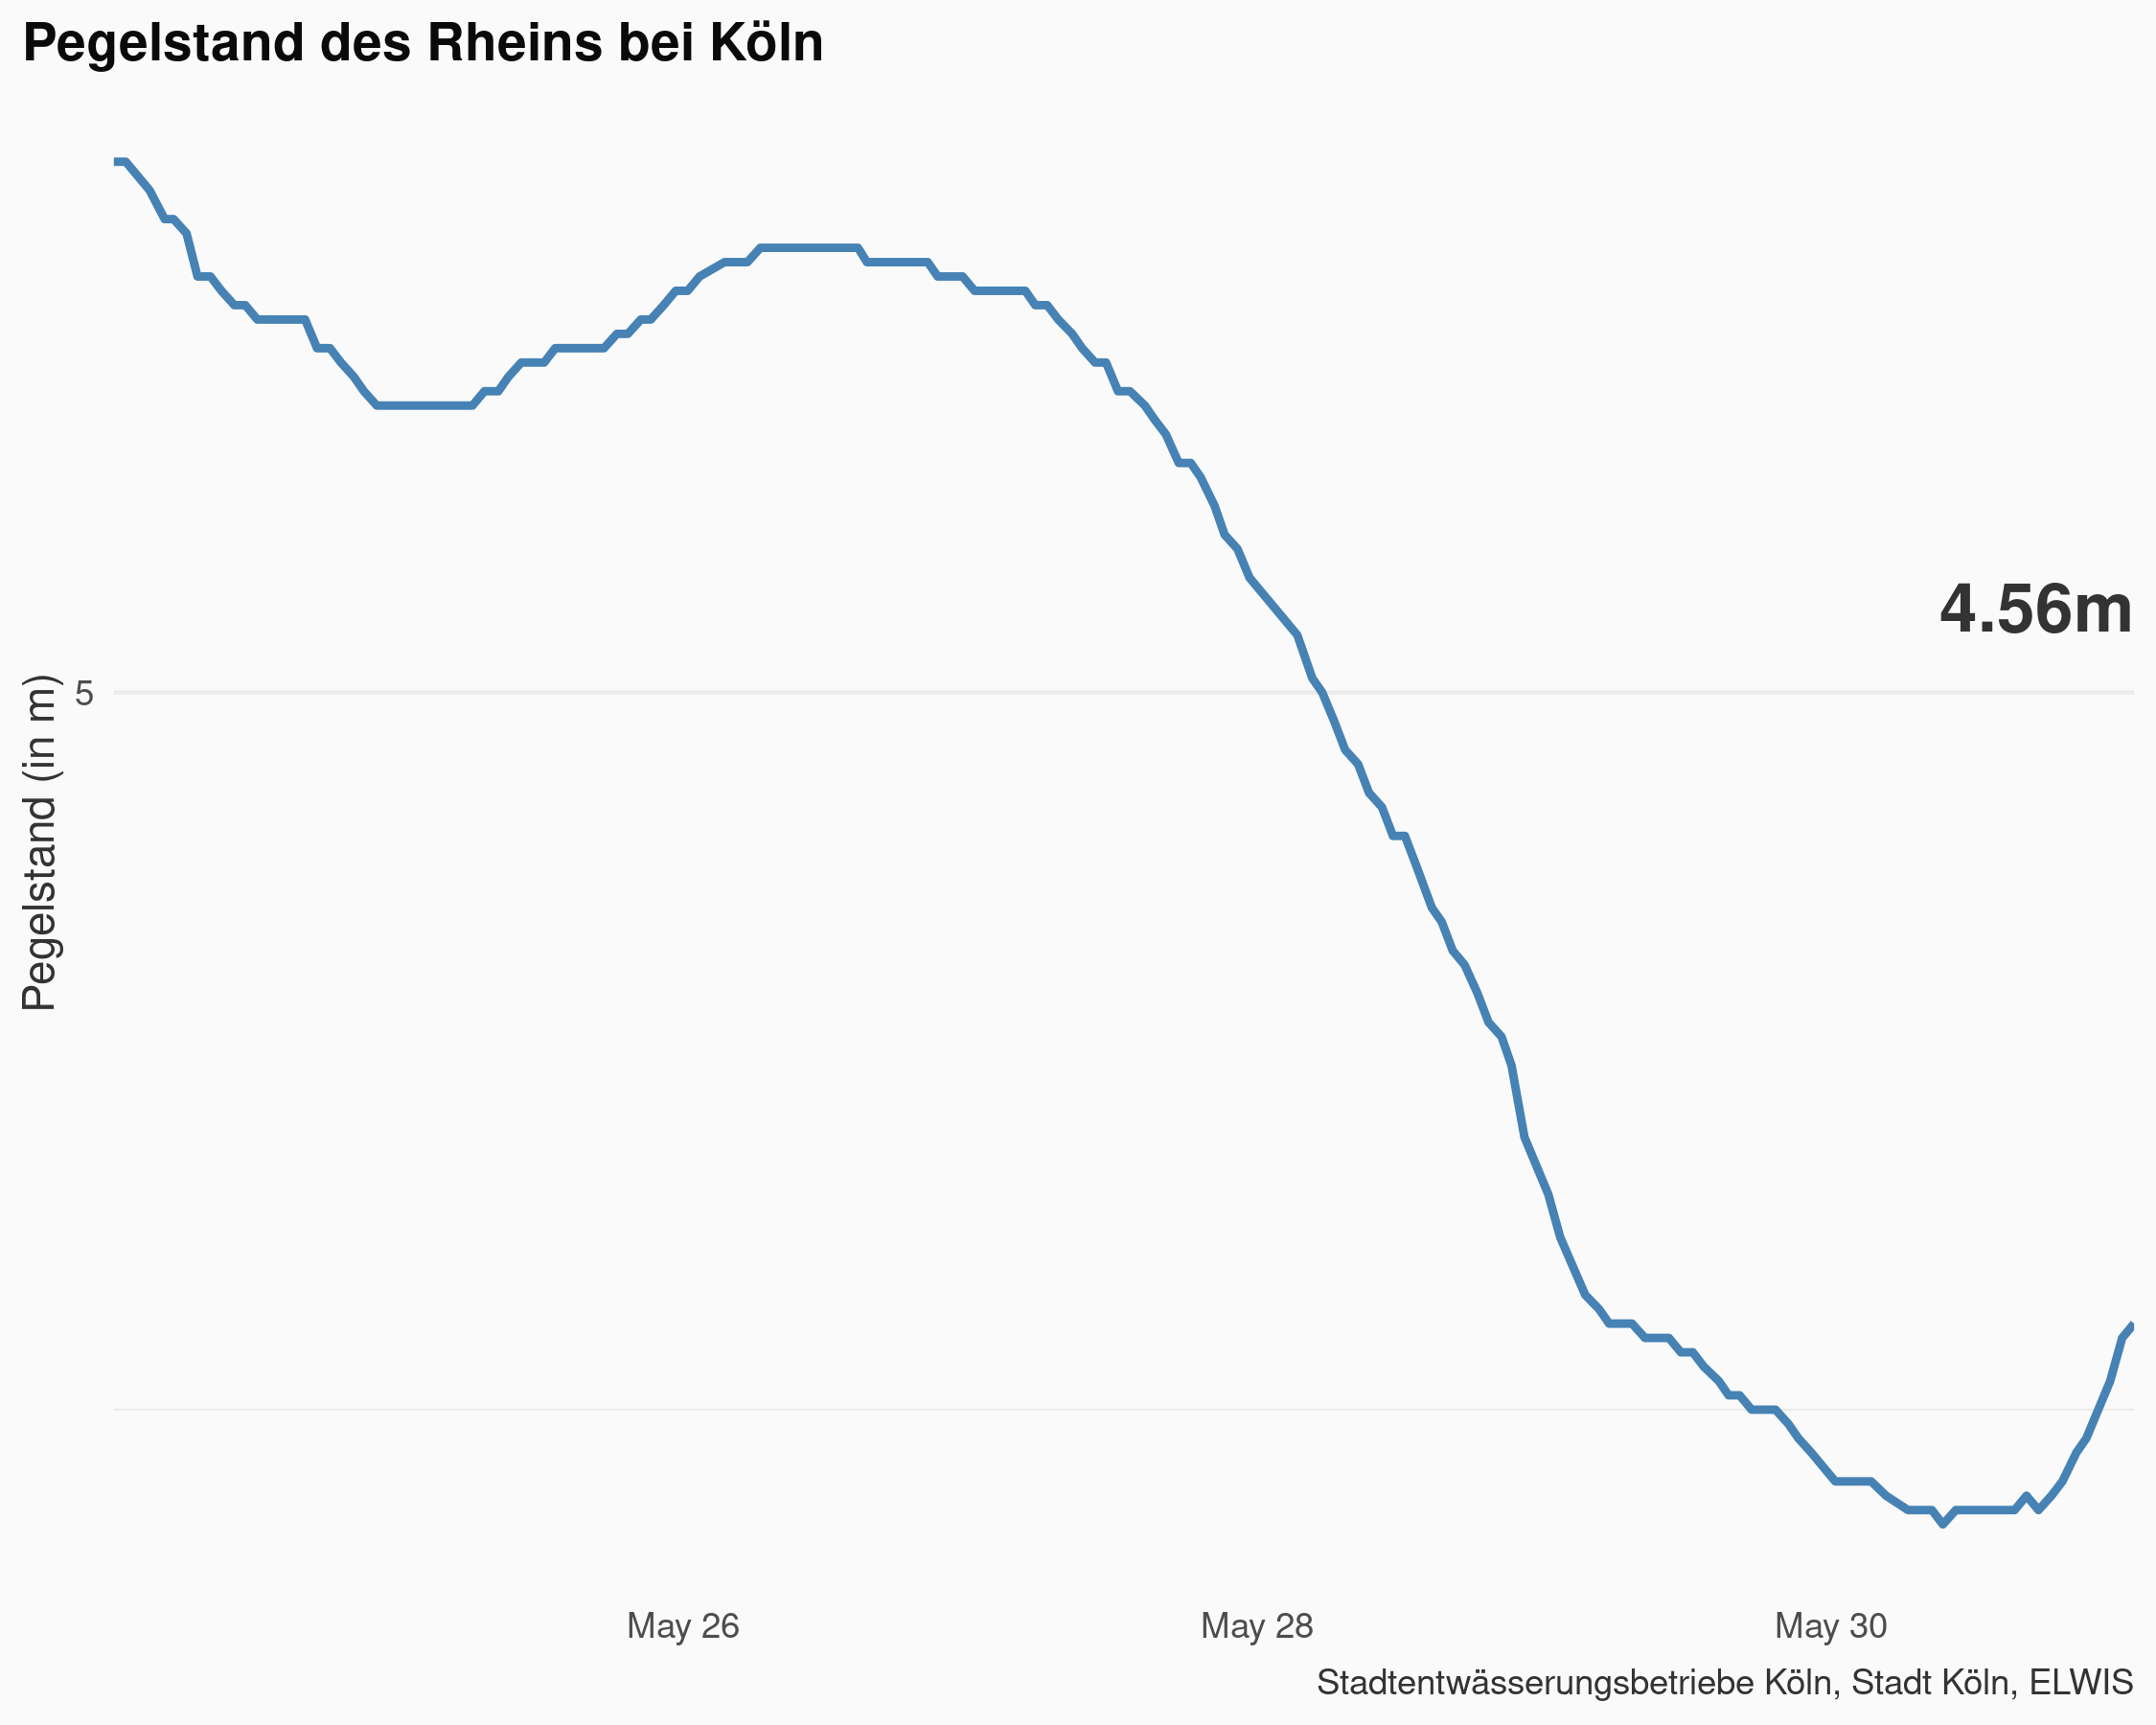 Pegelstand des Rheins bei Köln
4.56m
5
Pegelstand (in m)
May 26
May 28
May 30
Stadtentwässerungsbetriebe Köln, Stadt Köln, ELWIS